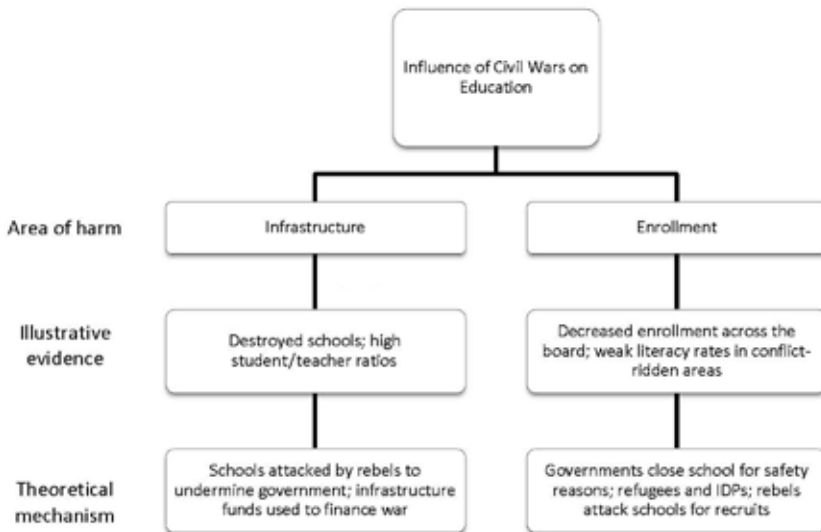 Influence of Civil Wars on
Education
Area of harm
Infrastructure
Enrollment
Illustrative
evidence
Destroyed schools; high
student/teacher ratios
Decreased enrollment across the
board; weak literacy rates in conflict-
ridden areas
Theoretical
mechanism
Schools attacked by rebels to
undermine government; infrastructure
funds used to finance war
Governments close school for safety
reasons; refugees and IDPs; rebels
attack schools for recruits